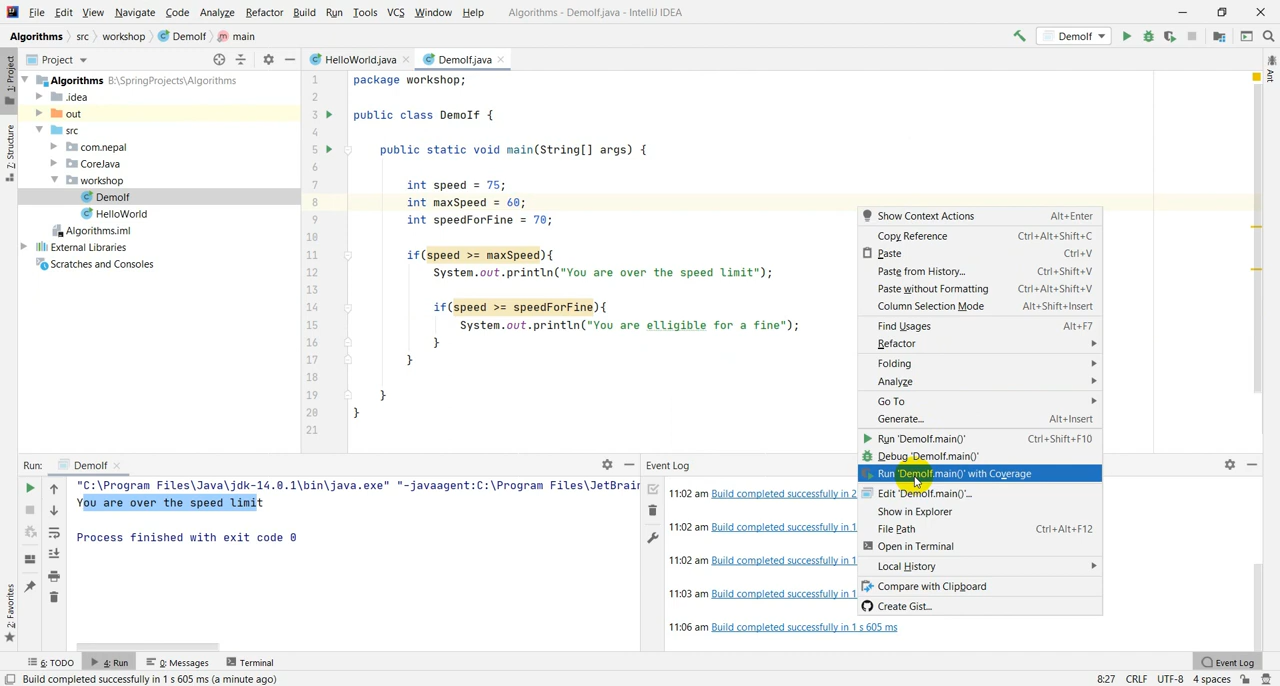 File Edit View Navigate Code Analyze Refactor Build Run Tools VCS Window Help Algorithms - DemoIf.java - IntelliJ IDEA
Algorithms src workshop DemoIf main DemoIf
1: Project
7: Structure
2: Favorites
Project
Algorithms B:\SpringProjects\Algorithms
.idea
out
src
com.nepal
CoreJava
workshop
DemoIf
HelloWorld
Algorithms.iml
External Libraries
Scratches and Consoles
HelloWorld.java DemoIf.java
Ant
1 package workshop;
2
3 public class DemoIf {
4
5 public static void main(String[] args) {
6
7 int speed = 75;
8 int maxSpeed = 60;
9 int speedForFine = 70;
10
11 if(speed >= maxSpeed){
12 System.out.println("You are over the speed limit");
13
14 if(speed >= speedForFine){
15 System.out.println("You are elligible for a fine");
16 }
17 }
18
19 }
20 }
21
Show Context Actions Alt+Enter
Copy Reference Ctrl+Alt+Shift+C
Paste Ctrl+V
Paste from History... Ctrl+Shift+V
Paste without Formatting Ctrl+Alt+Shift+V
Column Selection Mode Alt+Shift+Insert
Find Usages Alt+F7
Refactor
Folding
Analyze
Go To
Generate... Alt+Insert
Run 'DemoIf.main()' Ctrl+Shift+F10
Debug 'DemoIf.main()'
Run 'DemoIf.main()' with Coverage
Edit 'DemoIf.main()'...
Show in Explorer
File Path Ctrl+Alt+F12
Open in Terminal
Local History
Compare with Clipboard
Create Gist...
Run: DemoIf
"C:\Program Files\Java\jdk-14.0.1\bin\java.exe" "-javaagent:C:\Program Files\JetBrain
You are over the speed limit
Process finished with exit code 0
Event Log
11:02 am Build completed successfully in 2
11:02 am Build completed successfully in 1
11:02 am Build completed successfully in 1
11:03 am Build completed successfully in 1
11:06 am Build completed successfully in 1 s 605 ms
6: TODO 4: Run 0: Messages Terminal Event Log
Build completed successfully in 1 s 605 ms (a minute ago) 8:27 CRLF UTF-8 4 spaces